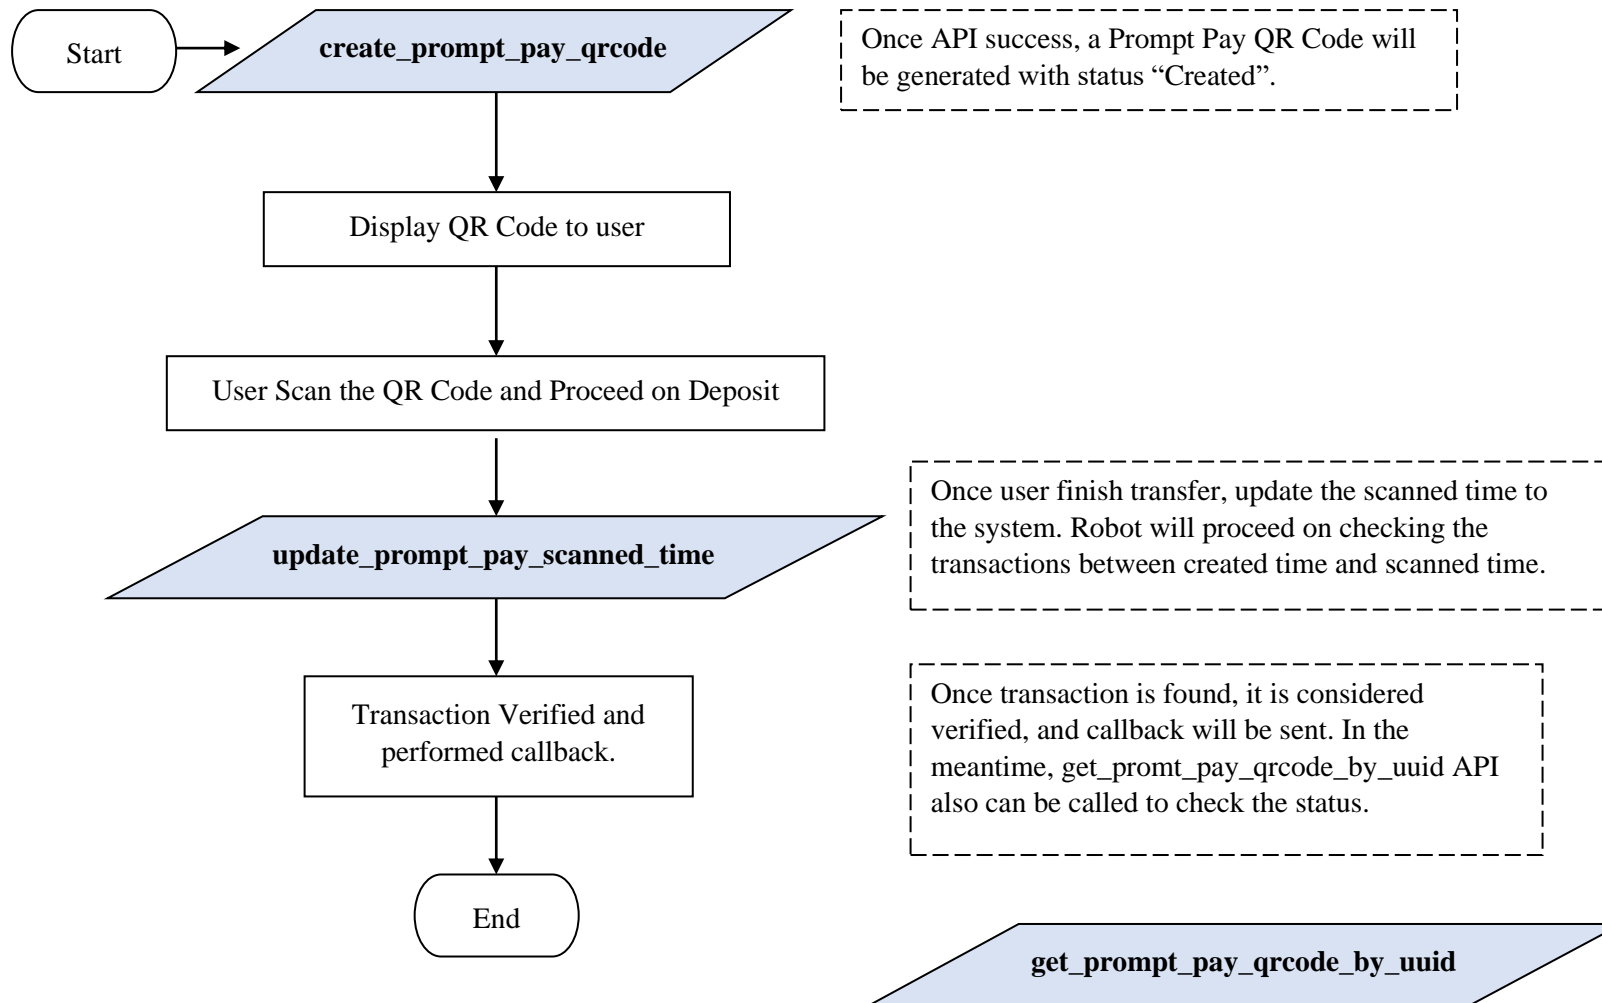 Start
create_prompt_pay_qrcode
Once API success, a Prompt Pay QR Code will
be generated with status “Created”.
Display QR Code to user
User Scan the QR Code and Proceed on Deposit
Once user finish transfer, update the scanned time to
the system. Robot will proceed on checking the
transactions between created time and scanned time.
update_prompt_pay_scanned_time
Transaction Verified and
performed callback.
Once transaction is found, it is considered
verified, and callback will be sent. In the
meantime, get_promt_pay_qrcode_by_uuid API
also can be called to check the status.
End
get_prompt_pay_qrcode_by_uuid